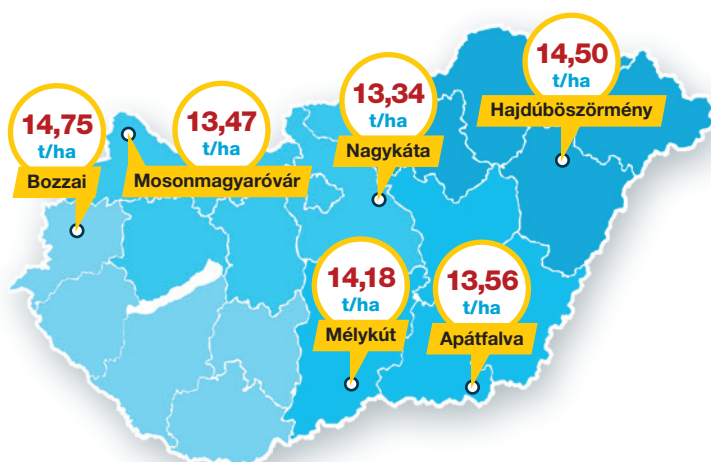 14,50
t/ha
Hajdúböszörmény
13,34
t/ha
Nagykáta
14,75
t/ha
Bozzai
13,47
t/ha
Mosonmagyaróvár
14,18
t/ha
Mélykút
13,56
t/ha
Apátfalva